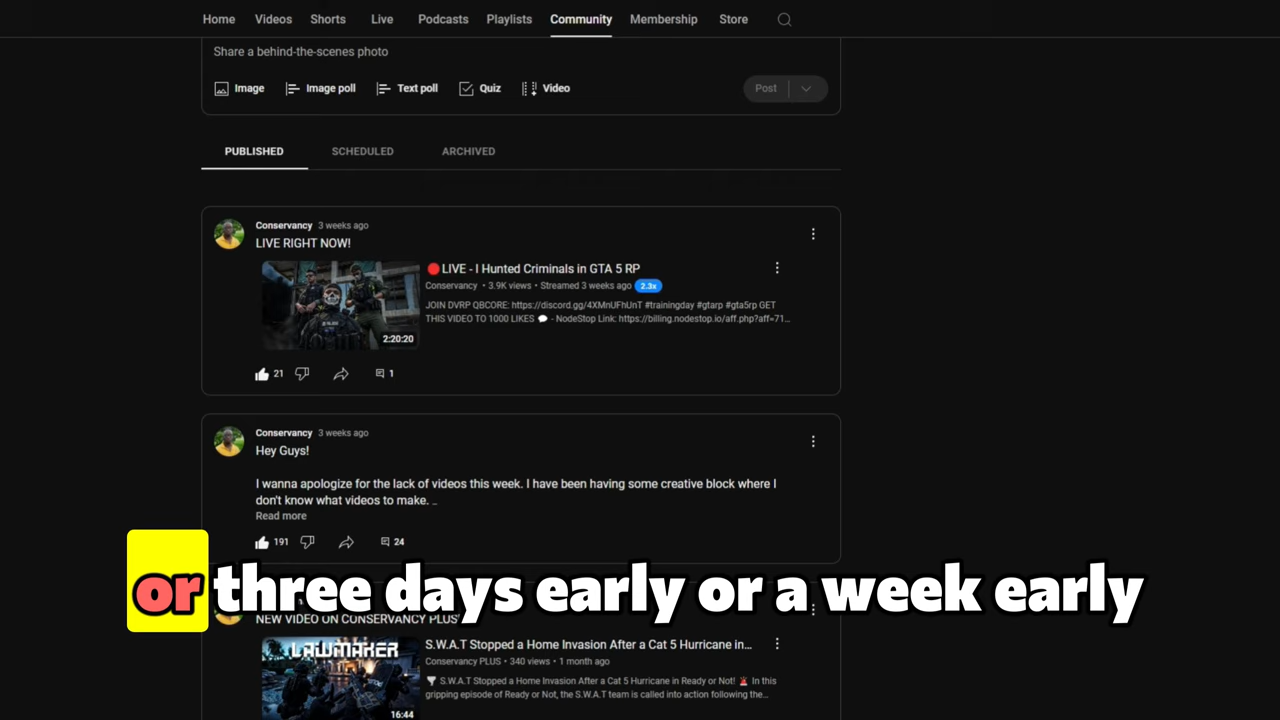 Home Videos Shorts Live Podcasts Playlists Community Membership Store
Share a behind-the-scenes photo
Image Image poll Text poll Quiz Video Post
PUBLISHED SCHEDULED ARCHIVED
Conservancy 3 weeks ago
LIVE RIGHT NOW!
🔴LIVE - I Hunted Criminals in GTA 5 RP
Conservancy • 3.9K views • Streamed 3 weeks ago 2.3x
JOIN DVRP QBCORE: https://discord.gg/4XMnUFhUnT #trainingday #gtarp #gta5rp GET
THIS VIDEO TO 1000 LIKES 💬 - NodeStop Link: https://billing.nodestop.io/aff.php?aff=71...
2:20:20
21 1
Conservancy 3 weeks ago
Hey Guys!
I wanna apologize for the lack of videos this week. I have been having some creative block where I
don't know what videos to make. ...
Read more
191 24
or three days early or a week early
NEW VIDEO ON CONSERVANCY PLUS!
LAWMAKER
S.W.A.T Stopped a Home Invasion After a Cat 5 Hurricane in...
Conservancy PLUS • 340 views • 1 month ago
S.W.A.T Stopped a Home Invasion After a Cat 5 Hurricane in Ready or Not! 🚨 In this
gripping episode of Ready or Not, the S.W.A.T team is called into action following the...
16:44